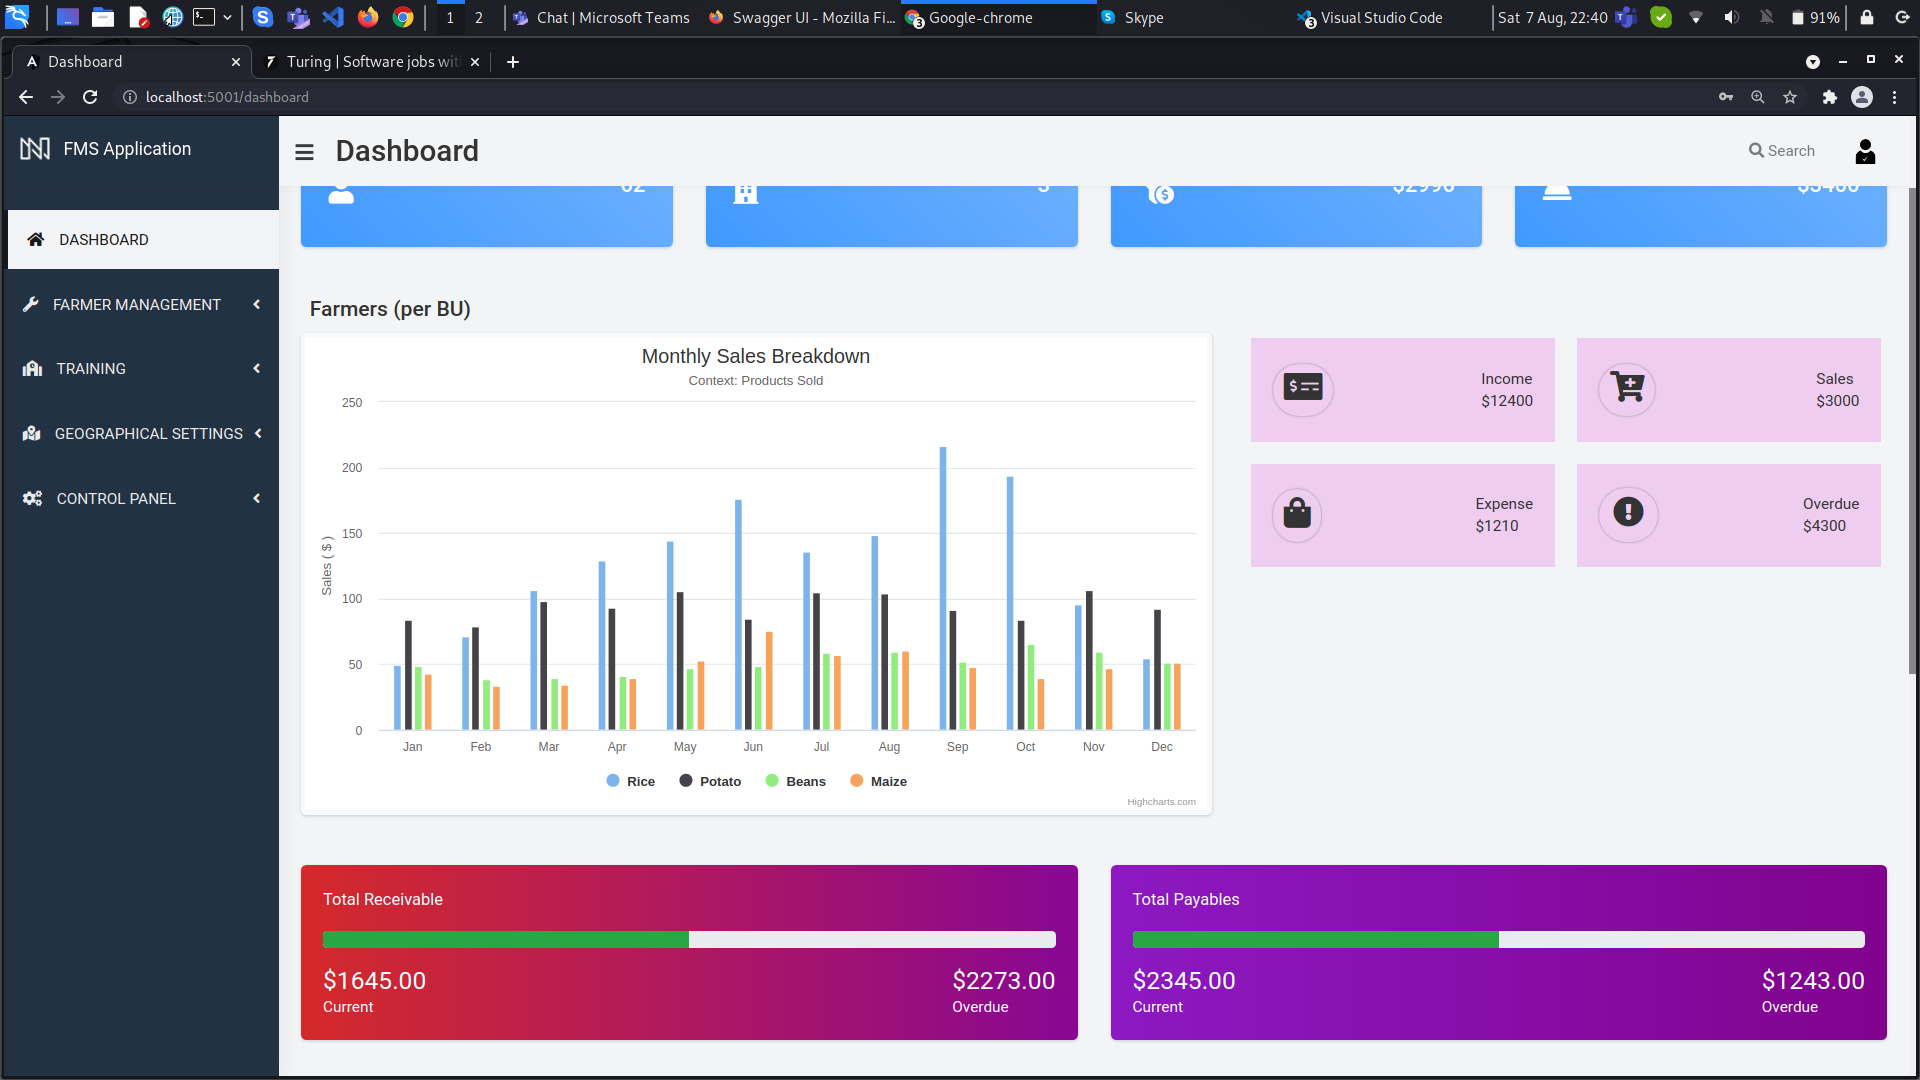 1 2 Chat | Microsoft Teams Swagger UI - Mozilla Fi... 3 Google-chrome Skype 3 Visual Studio Code Sat 7 Aug, 22:40 91%
Dashboard Turing | Software jobs wit
localhost:5001/dashboard
FMS Application
Dashboard
Search
DASHBOARD
FARMER MANAGEMENT
TRAINING
GEOGRAPHICAL SETTINGS
CONTROL PANEL
Farmers (per BU)
Monthly Sales Breakdown
Context: Products Sold
Sales ( $ )
250
200
150
100
50
0
Jan Feb Mar Apr May Jun Jul Aug Sep Oct Nov Dec
Rice Potato Beans Maize
Highcharts.com
Income
$12400
Sales
$3000
Expense
$1210
Overdue
$4300
Total Receivable
$1645.00
Current
$2273.00
Overdue
Total Payables
$2345.00
Current
$1243.00
Overdue